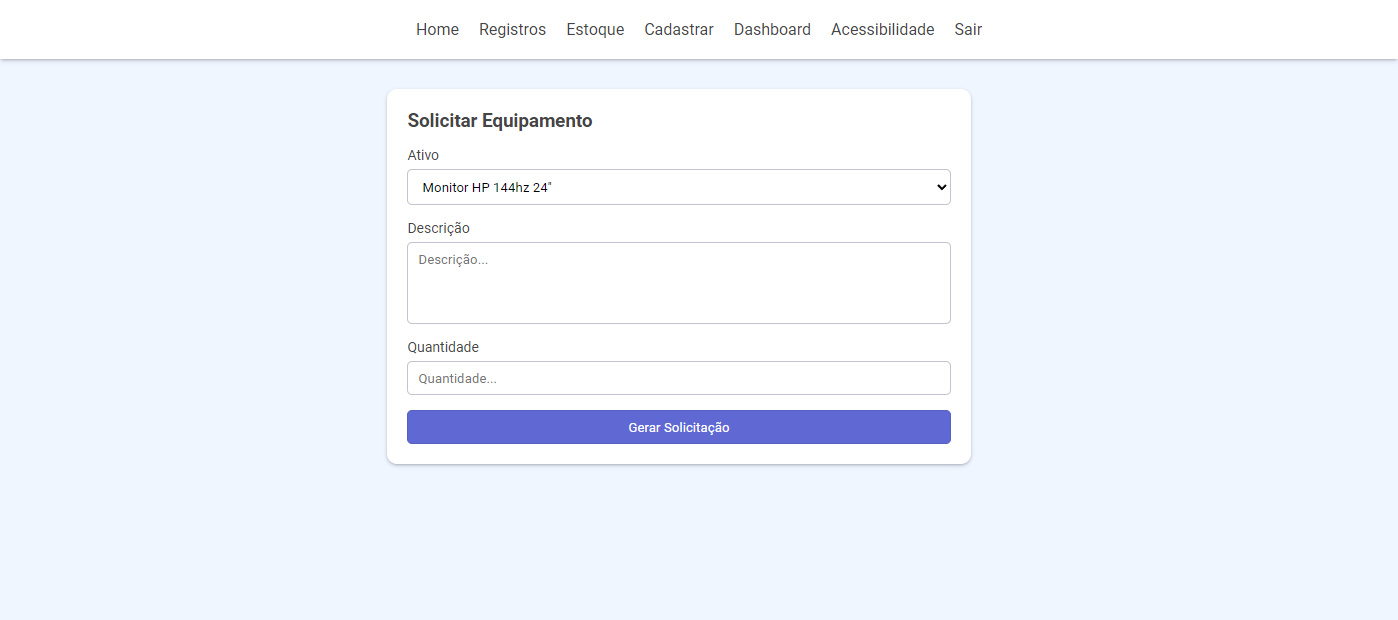 Home Registros Estoque Cadastrar Dashboard Acessibilidade Sair
Solicitar Equipamento
Ativo
Monitor HP 144hz 24"
Descrição
Descrição...
Quantidade
Quantidade...
Gerar Solicitação